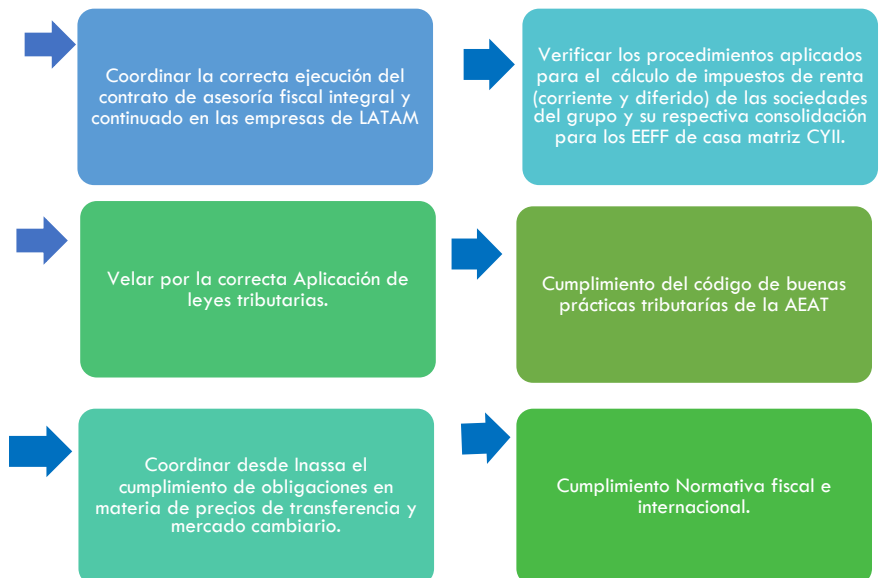 Coordinar la correcta ejecución del
contrato de asesoría fiscal integral y
continuado en las empresas de LATAM
Verificar los procedimientos aplicados
para el cálculo de impuestos de renta
(corriente y diferido) de las sociedades
del grupo y su respectiva consolidación
para los EEFF de casa matriz CYII.
Velar por la correcta Aplicación de
leyes tributarias.
Cumplimiento del código de buenas
prácticas tributarías de la AEAT
Coordinar desde Inassa el
cumplimiento de obligaciones en
materia de precios de transferencia y
mercado cambiario.
Cumplimiento Normativa fiscal e
internacional.